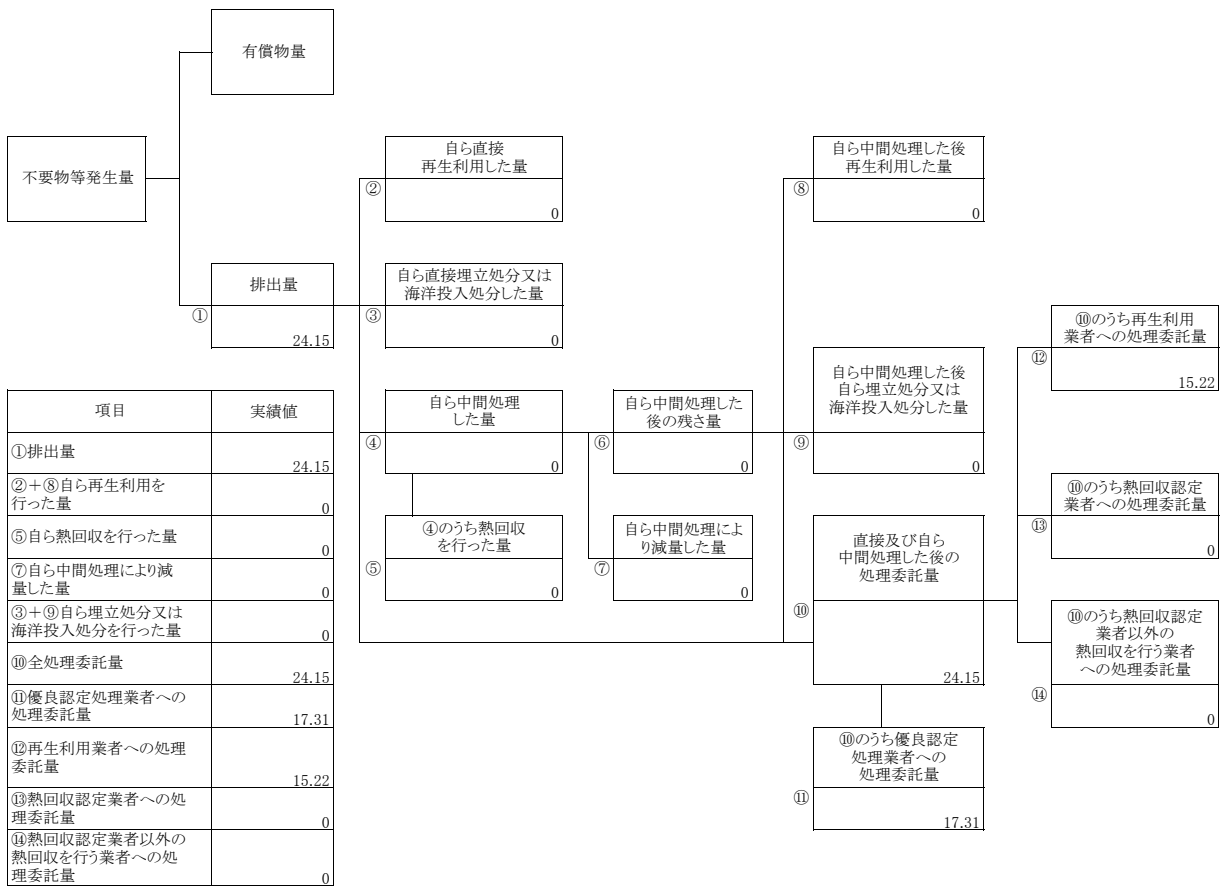 有償物量
不要物等発生量
自ら直接
再生利用した量
②
0
自ら中間処理した後
再生利用した量
⑧
0
排出量
①
24.15
自ら直接埋立処分又は
海洋投入処分した量
③
0
⑩のうち再生利用
業者への処理委託量
⑫
15.22
自ら中間処理
した量
④
0
自ら中間処理した
後の残さ量
⑥
0
自ら中間処理した後
自ら埋立処分又は
海洋投入処分した量
⑨
0
⑩のうち熱回収認定
業者への処理委託量
⑬
0
④のうち熱回収
を行った量
⑤
0
自ら中間処理によ
り減量した量
⑦
0
直接及び自ら
中間処理した後の
処理委託量
⑩
24.15
⑩のうち熱回収認定
業者以外の
熱回収を行う業者
への処理委託量
⑭
0
⑩のうち優良認定
処理業者への
処理委託量
⑪
17.31
項目 実績値
①排出量
24.15
②+⑧自ら再生利用を
行った量
0
⑤自ら熱回収を行った量
0
⑦自ら中間処理により減
量した量
0
③+⑨自ら埋立処分又は
海洋投入処分を行った量
0
⑩全処理委託量
24.15
⑪優良認定処理業者への
処理委託量
17.31
⑫再生利用業者への処理
委託量
15.22
⑬熱回収認定業者への処
理委託量
0
⑭熱回収認定業者以外の
熱回収を行う業者への処
理委託量
0